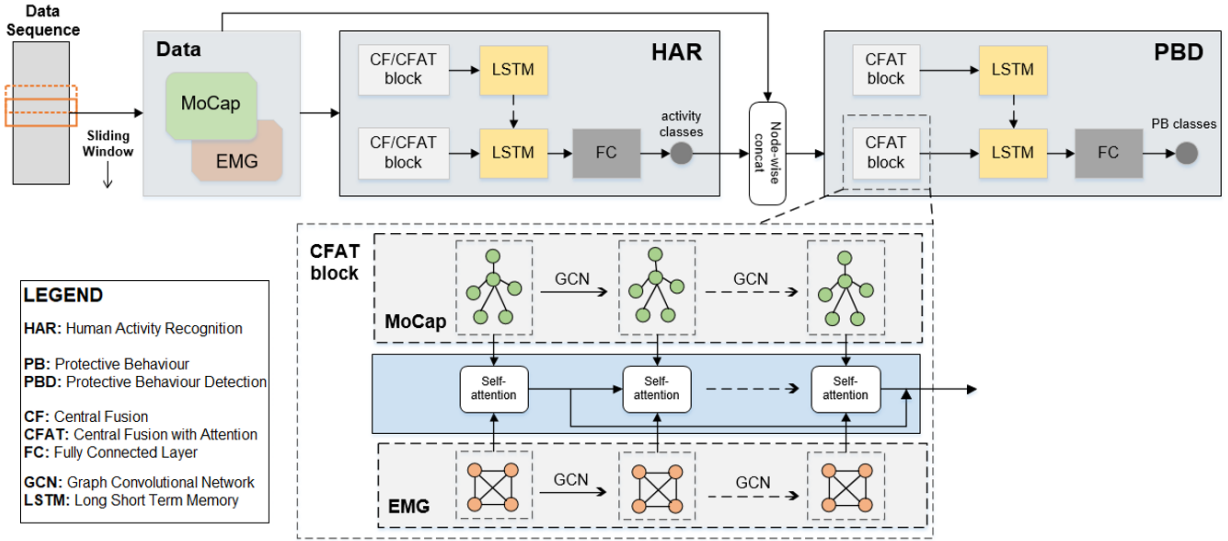 Data
Sequence
Sliding
Window
Data
MoCap
EMG
HAR
CF/CFAT
block
LSTM
CF/CFAT
block
LSTM
FC
activity
classes
Node-wise
concat
PBD
CFAT
block
LSTM
CFAT
block
LSTM
FC
PB classes
CFAT
block
MoCap
GCN
GCN
Self-
attention
Self-
attention
Self-
attention
EMG
GCN
GCN
LEGEND
HAR: Human Activity Recognition
PB: Protective Behaviour
PBD: Protective Behaviour Detection
CF: Central Fusion
CFAT: Central Fusion with Attention
FC: Fully Connected Layer
GCN: Graph Convolutional Network
LSTM: Long Short Term Memory